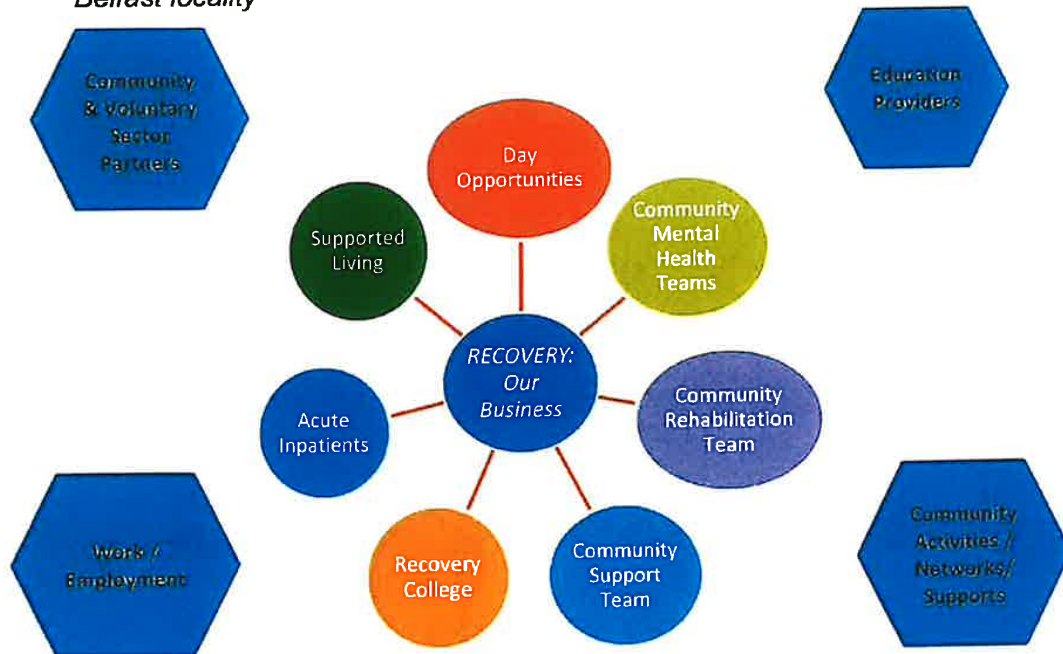 Belfast locality
Community
& Voluntary
Sector
Partners
Education
Providers
Day
Opportunities
Supported
Living
Community
Mental
Health
Teams
RECOVERY:
Our
Business
Acute
Inpatients
Community
Rehabilitation
Team
Work /
Employment
Recovery
College
Community
Support
Team
Community
Activities /
Networks/
Supports